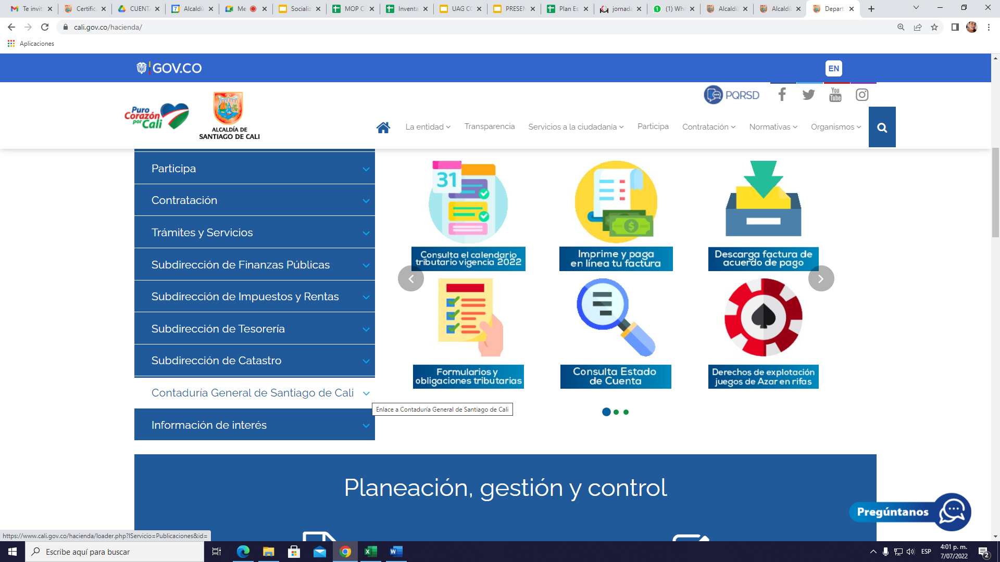 Te invit
Certific
CUENT
Alcaldí
Me
Socializ
MOP C
Inventa
UAG CO
PRESEN
Plan Es
jornada
(1) Wha
Alcaldí
Alcaldí
Depart
cali.gov.co/hacienda/
Aplicaciones
GOV.CO
EN
PQRSD
You
Tube
Puro
Corazón
por Cali
ALCALDÍA DE
SANTIAGO DE CALI
La entidad
Transparencia
Servicios a la ciudadanía
Participa
Contratación
Normativas
Organismos
Participa
Contratación
Trámites y Servicios
Subdirección de Finanzas Públicas
Subdirección de Impuestos y Rentas
Subdirección de Tesorería
Subdirección de Catastro
Contaduría General de Santiago de Cali
Información de interés
31
Consulta el calendario
tributario vigencia 2022
Imprime y paga
en línea tu factura
Descarga factura de
acuerdo de pago
Formularios y
obligaciones tributarias
Consulta Estado
de Cuenta
Derechos de explotación
juegos de Azar en rifas
Enlace a Contaduría General de Santiago de Cali
Planeación, gestión y control
Pregúntanos
https://www.cali.gov.co/hacienda/loader.php?lServicio=Publicaciones&id=
Escribe aquí para buscar
ESP
4:01 p. m.
7/07/2022
2